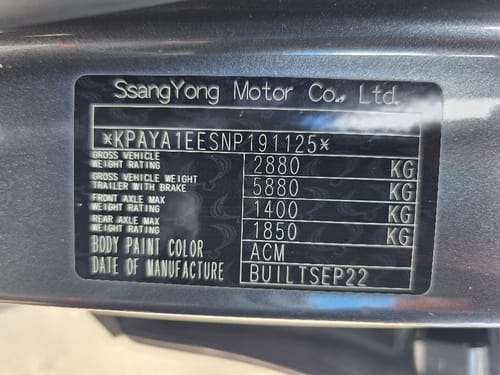 SsangYong Motor Co., Ltd.
*KPAYA1EESNP191125*
GROSS VEHICLE WEIGHT RATING 2880 KG
GROSS VEHICLE WEIGHT TRAILER WITH BRAKE 5880 KG
FRONT AXLE MAX WEIGHT RATING 1400 KG
REAR AXLE MAX WEIGHT RATING 1850 KG
BODY PAINT COLOR ACM
DATE OF MANUFACTURE BUILTSEP22